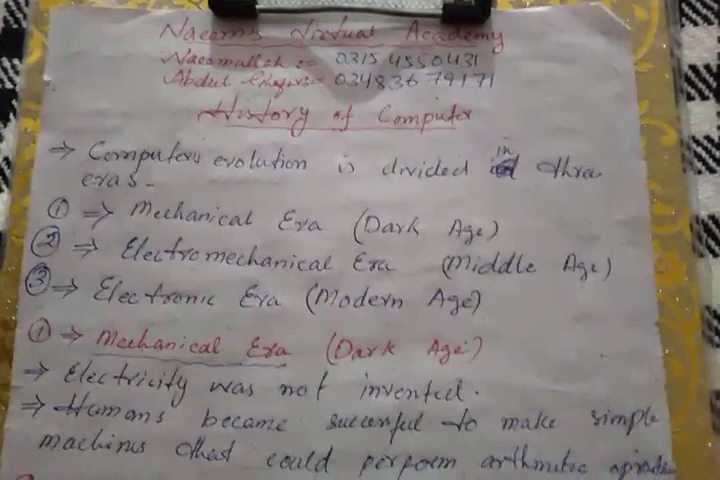 Naeem's Virtual Academy
Naeemullah := 0315 4550431
Abdul Ghafar:= 03483679171
History of Computer
⇒ Computer evolution is divided in three
eras -
① ⇒ Mechanical Era (Dark Age)
② ⇒ Electromechanical Era (Middle Age)
③ ⇒ Electronic Era (Modern Age)
① ⇒ Mechanical Era (Dark Age)
⇒ Electricity was not invented.
⇒ Humans became successful to make simple
machines that could perform arthmetic